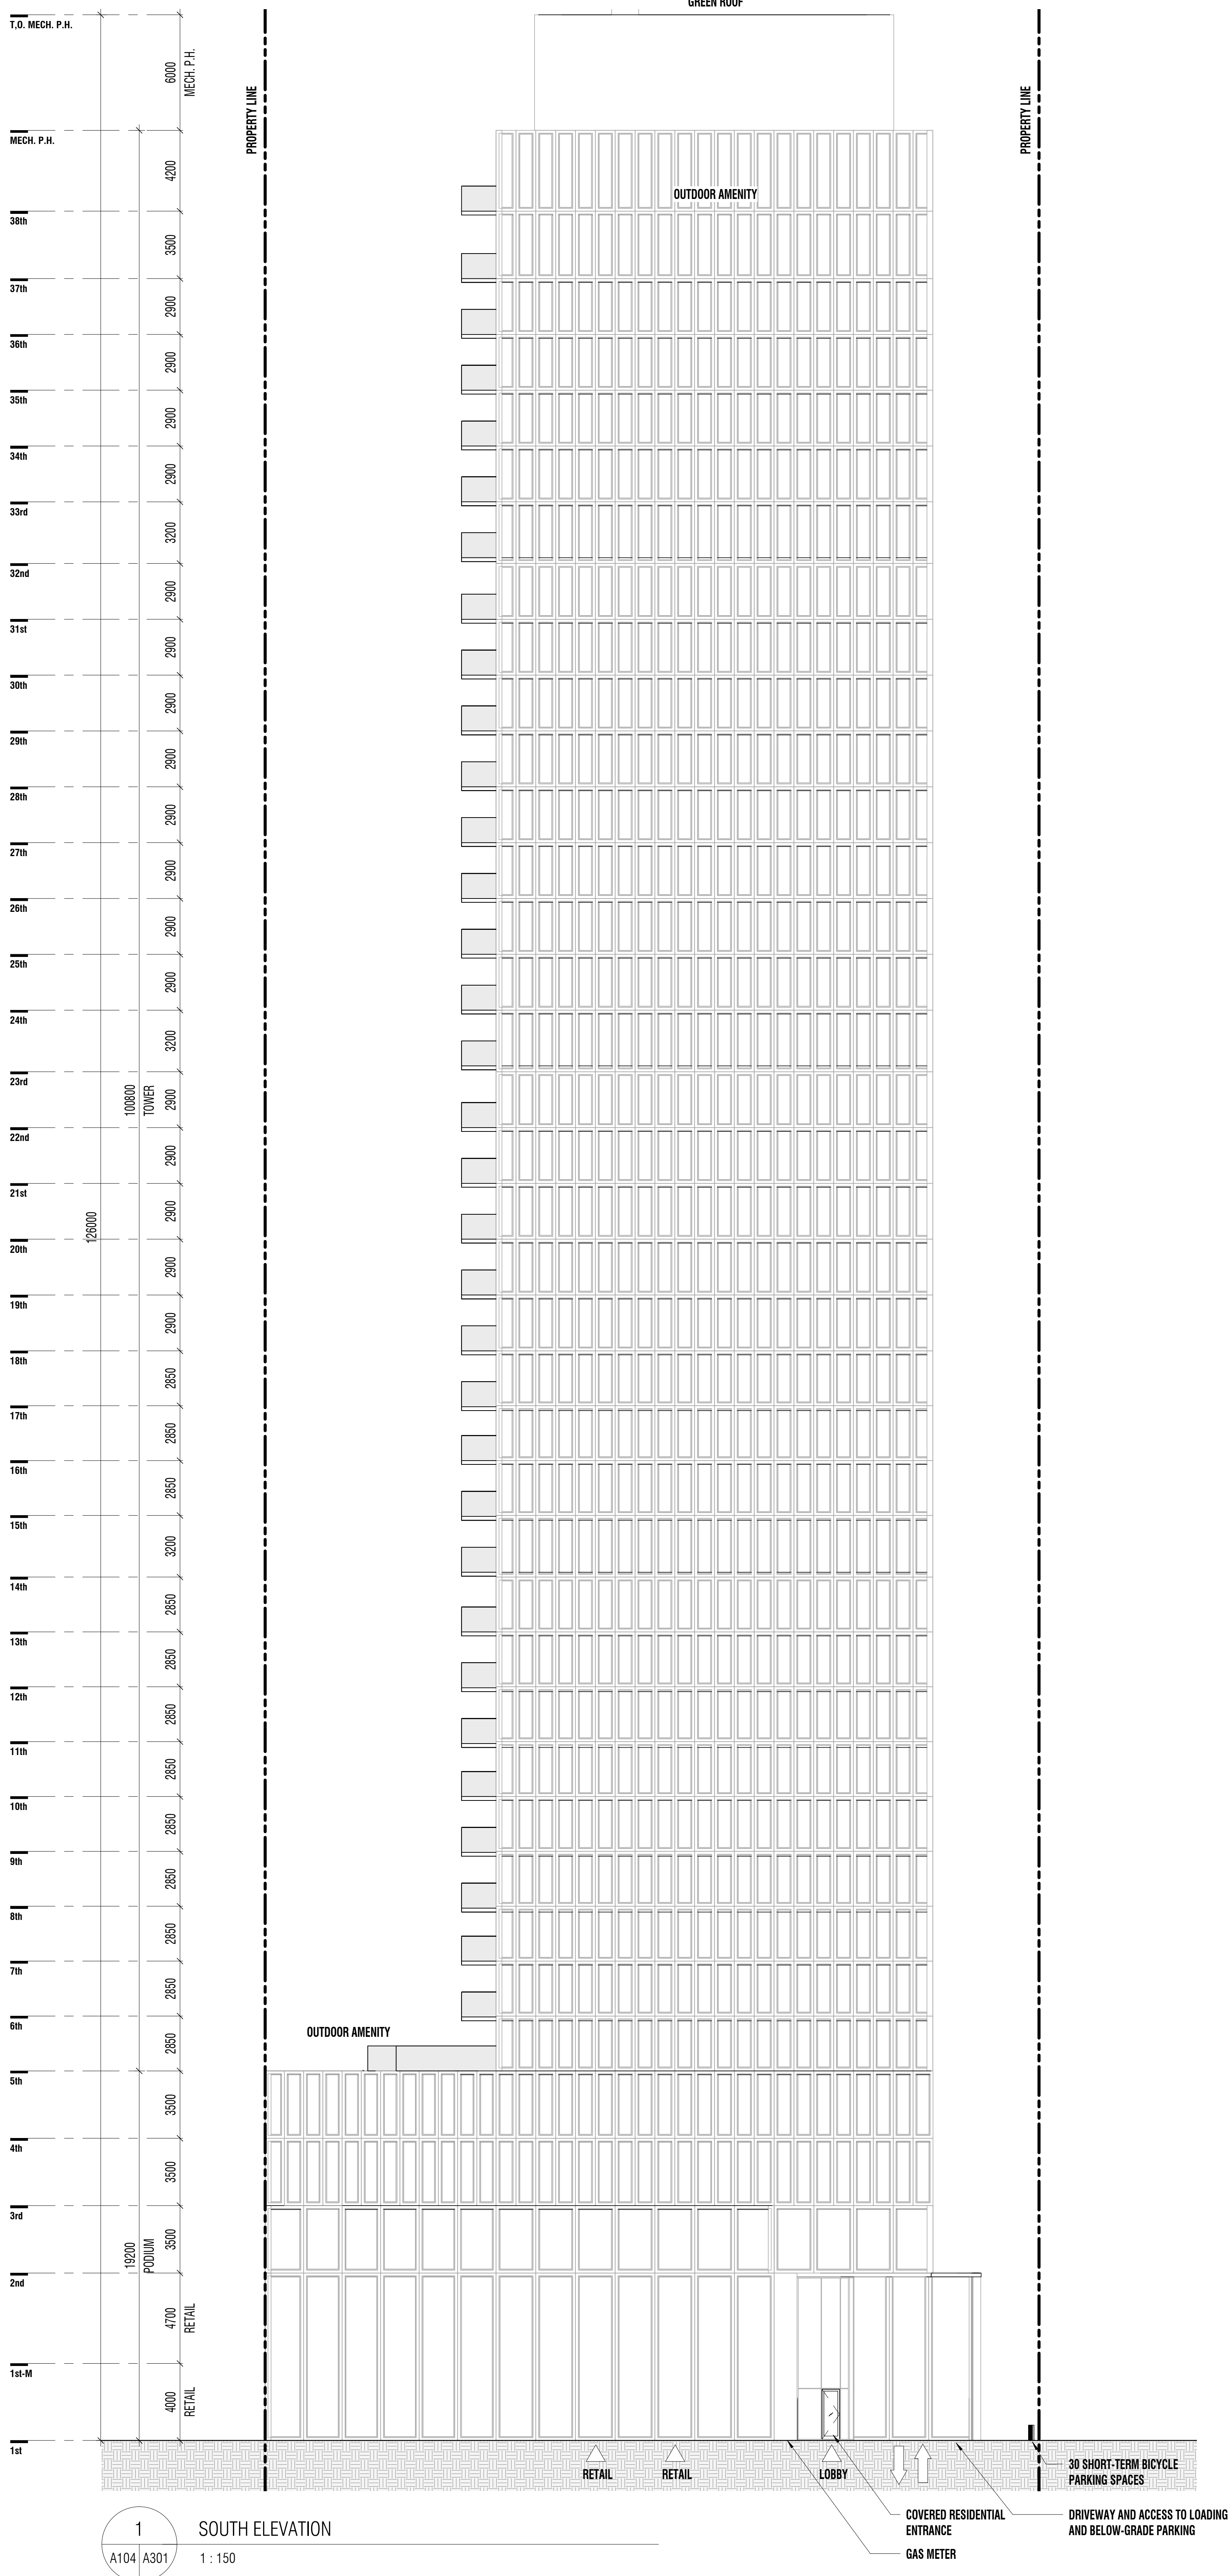 GREEN ROOF
T,O. MECH. P.H.
6000
MECH. P.H.
PROPERTY LINE
PROPERTY LINE
MECH. P.H.
4200
OUTDOOR AMENITY
38th
3500
37th
2900
36th
2900
35th
2900
34th
2900
33rd
3200
32nd
2900
31st
2900
30th
2900
29th
2900
28th
2900
27th
2900
26th
2900
25th
2900
24th
3200
23rd
100800
TOWER
2900
22nd
2900
21st
2900
126000
20th
2900
19th
2900
18th
2850
17th
2850
16th
2850
15th
3200
14th
2850
13th
2850
12th
2850
11th
2850
10th
2850
9th
2850
8th
2850
7th
2850
6th
2850
OUTDOOR AMENITY
5th
3500
4th
3500
3rd
3500
19200
PODIUM
2nd
4700
RETAIL
1st-M
4000
RETAIL
1st
RETAIL
RETAIL
LOBBY
30 SHORT-TERM BICYCLE
PARKING SPACES
COVERED RESIDENTIAL
ENTRANCE
DRIVEWAY AND ACCESS TO LOADING
AND BELOW-GRADE PARKING
GAS METER
1
SOUTH ELEVATION
A104
A301
1 : 150